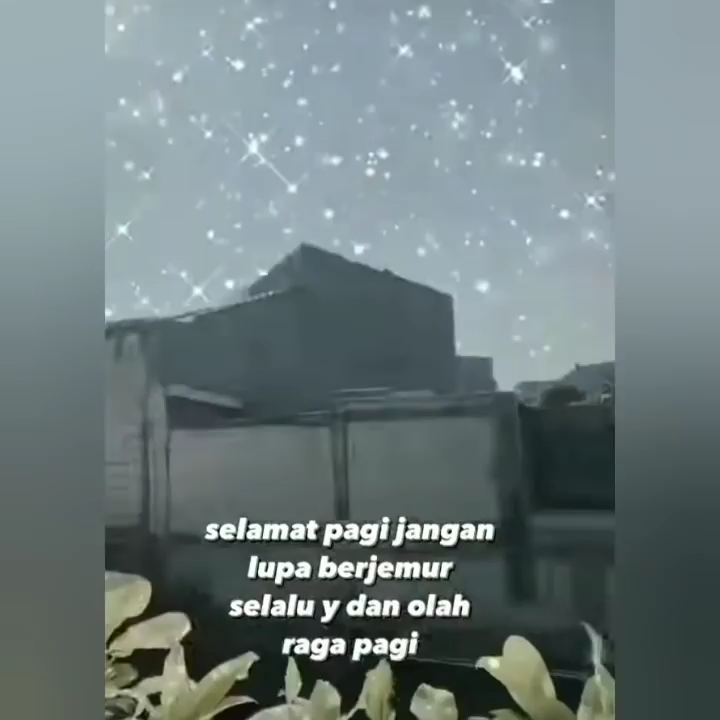 selamat pagi jangan
lupa berjemur
selalu y dan olah
raga pagi